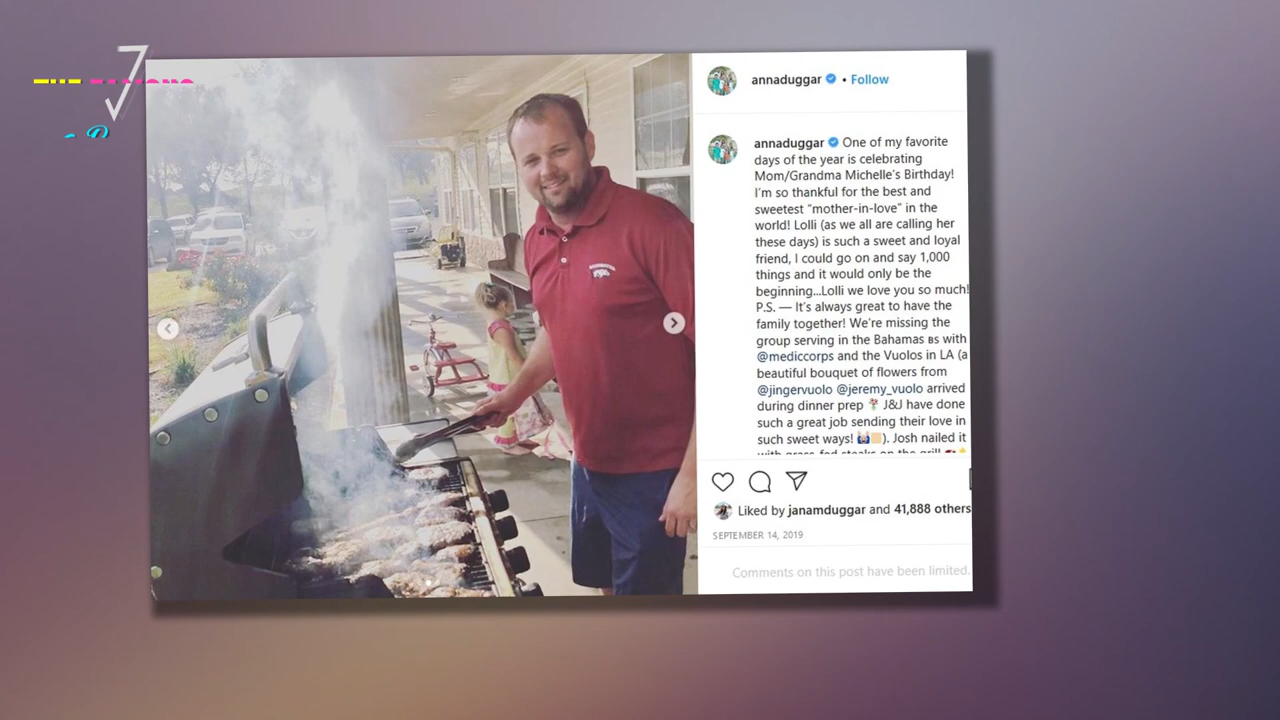 annaduggar • Follow
annaduggar One of my favorite
days of the year is celebrating
Mom/Grandma Michelle's Birthday!
I'm so thankful for the best and
sweetest "mother-in-love" in the
world! Lolli (as we all are calling her
these days) is such a sweet and loyal
friend, I could go on and say 1,000
things and it would only be the
beginning...Lolli we love you so much!
P.S. — It's always great to have the
family together! We're missing the
group serving in the Bahamas 🇧🇸 with
@mediccorps and the Vuolos in LA (a
beautiful bouquet of flowers from
@jingervuolo @jeremy_vuolo arrived
during dinner prep 💐 J&J have done
such a great job sending their love in
such sweet ways! 🙌🏼). Josh nailed it
with grass-fed steaks on the grill
Liked by janamduggar and 41,888 others
SEPTEMBER 14, 2019
Comments on this post have been limited.